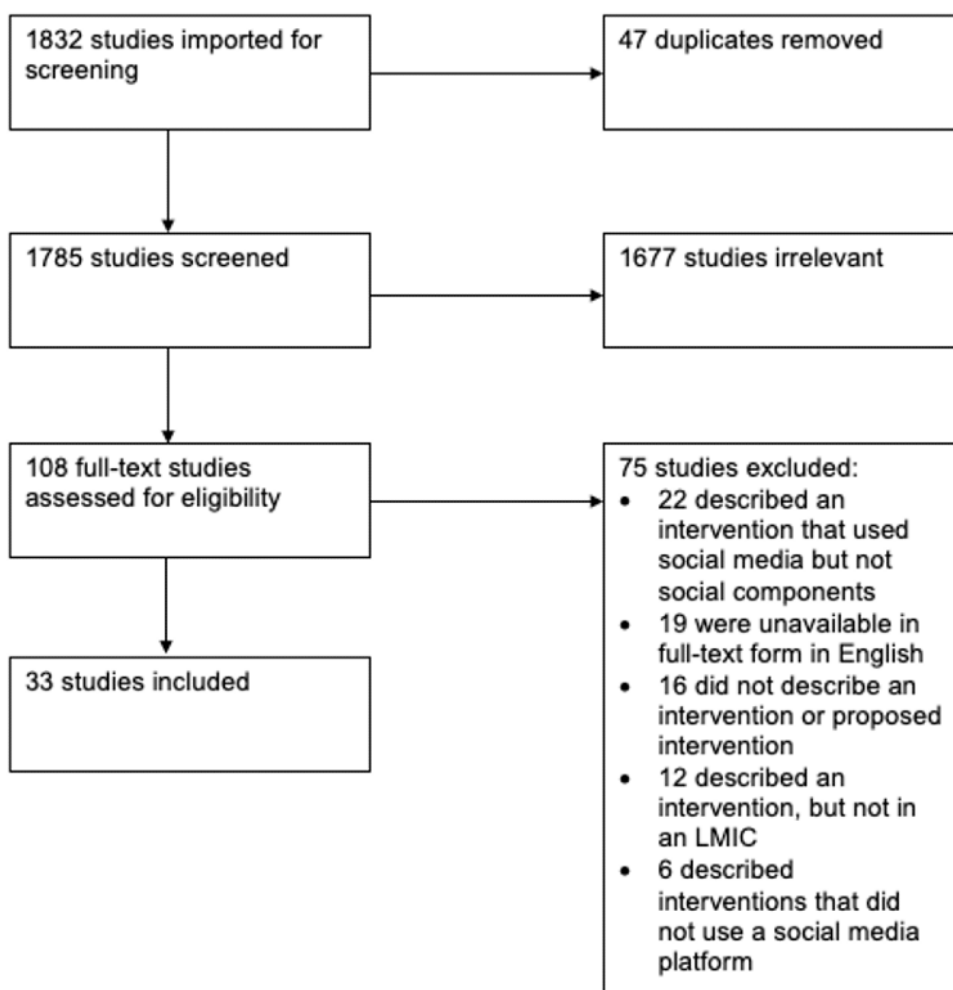 1832 studies imported for
screening
47 duplicates removed
1785 studies screened
1677 studies irrelevant
108 full-text studies
assessed for eligibility
75 studies excluded:
• 22 described an
intervention that used
social media but not
social components
• 19 were unavailable in
full-text form in English
• 16 did not describe an
intervention or proposed
intervention
• 12 described an
intervention, but not in
an LMIC
• 6 described
interventions that did
not use a social media
platform
33 studies included